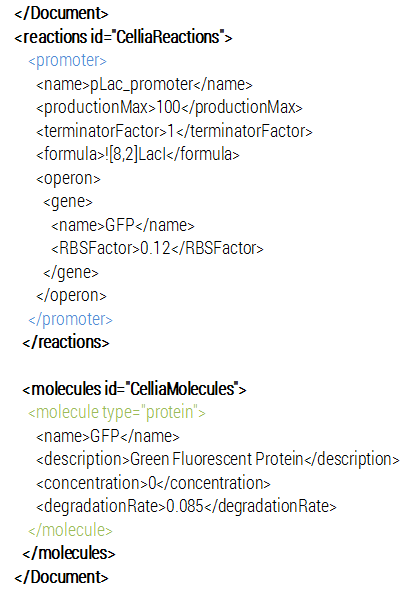 </Document>
<reactions id="CelliaReactions">
<promoter>
<name>pLac_promoter</name>
<productionMax>100</productionMax>
<terminatorFactor>1</terminatorFactor>
<formula>![8,2]LacI</formula>
<operon>
<gene>
<name>GFP</name>
<RBSFactor>0.12</RBSFactor>
</gene>
</operon>
</promoter>
</reactions>
<molecules id="CelliaMolecules">
<molecule type="protein">
<name>GFP</name>
<description>Green Fluorescent Protein</description>
<concentration>0</concentration>
<degradationRate>0.085</degradationRate>
</molecule>
</molecules>
</Document>